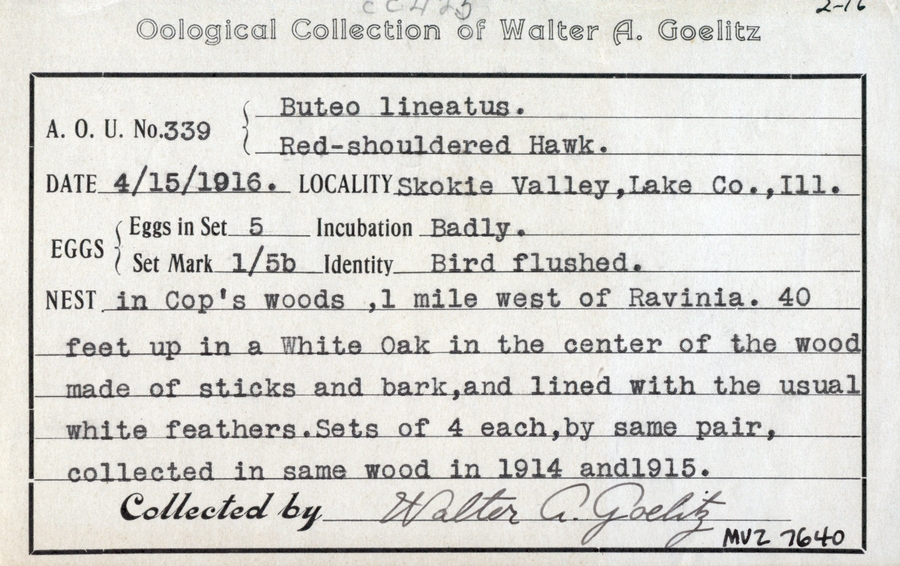 2-16
Oological Collection of Walter A. Goelitz
A. O. U. No.339
Buteo lineatus.
Red-shouldered Hawk.
DATE 4/15/1916. LOCALITY Skokie Valley,Lake Co.,Ill.
EGGS
Eggs in Set 5 Incubation Badly.
Set Mark 1/5b Identity Bird flushed.
NEST in Cop's woods ,1 mile west of Ravinia. 40
feet up in a White Oak in the center of the wood
made of sticks and bark,and lined with the usual
white feathers.Sets of 4 each,by same pair,
collected in same wood in 1914 and1915.
Collected by Walter A. Goelitz
MVZ 7640